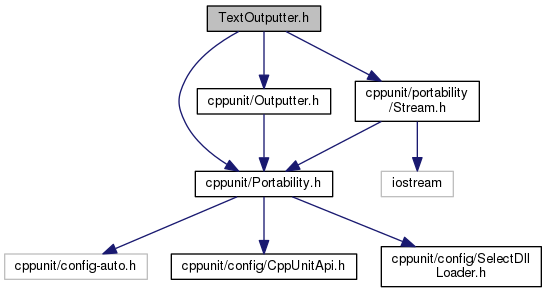 TextOutputter.h
cppunit/Outputter.h
cppunit/portability
/Stream.h
cppunit/Portability.h
iostream
cppunit/config-auto.h
cppunit/config/CppUnitApi.h
cppunit/config/SelectDll
Loader.h